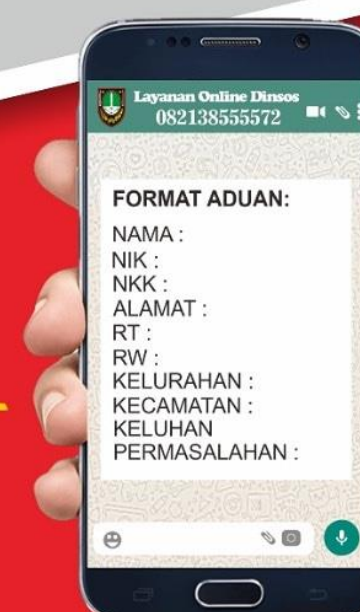 Layanan Online Dinsos
082138555572
FORMAT ADUAN:
NAMA :
NIK :
NKK :
ALAMAT :
RT :
RW :
KELURAHAN :
KECAMATAN :
KELUHAN
PERMASALAHAN :